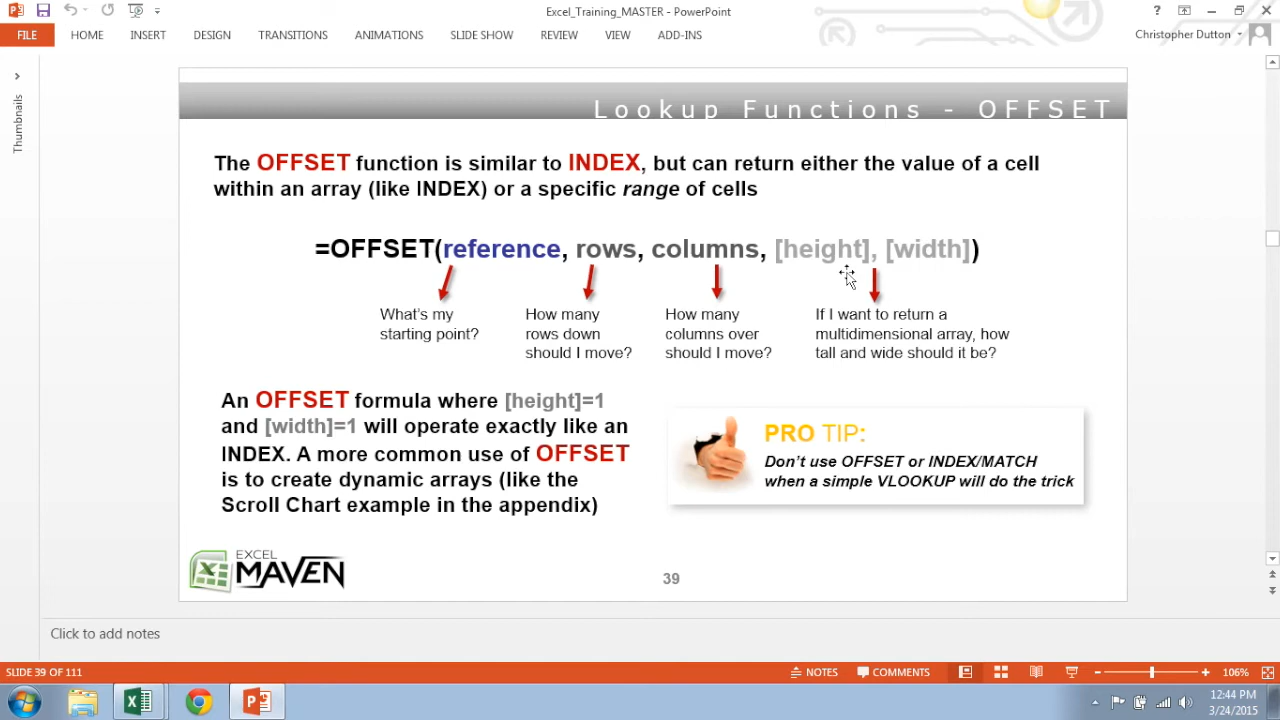 Excel_Training_MASTER - PowerPoint
?
FILE HOME INSERT DESIGN TRANSITIONS ANIMATIONS SLIDE SHOW REVIEW VIEW ADD-INS Christopher Dutton
Thumbnails
Lookup Functions - OFFSET
The OFFSET function is similar to INDEX, but can return either the value of a cell
within an array (like INDEX) or a specific range of cells
=OFFSET(reference, rows, columns, [height], [width])
What's my
starting point?
How many
rows down
should I move?
How many
columns over
should I move?
If I want to return a
multidimensional array, how
tall and wide should it be?
An OFFSET formula where [height]=1
and [width]=1 will operate exactly like an
INDEX. A more common use of OFFSET
is to create dynamic arrays (like the
Scroll Chart example in the appendix)
PRO TIP:
Don't use OFFSET or INDEX/MATCH
when a simple VLOOKUP will do the trick
EXCEL
MAVEN
39
Click to add notes
SLIDE 39 OF 111 NOTES COMMENTS 106%
12:44 PM
3/24/2015